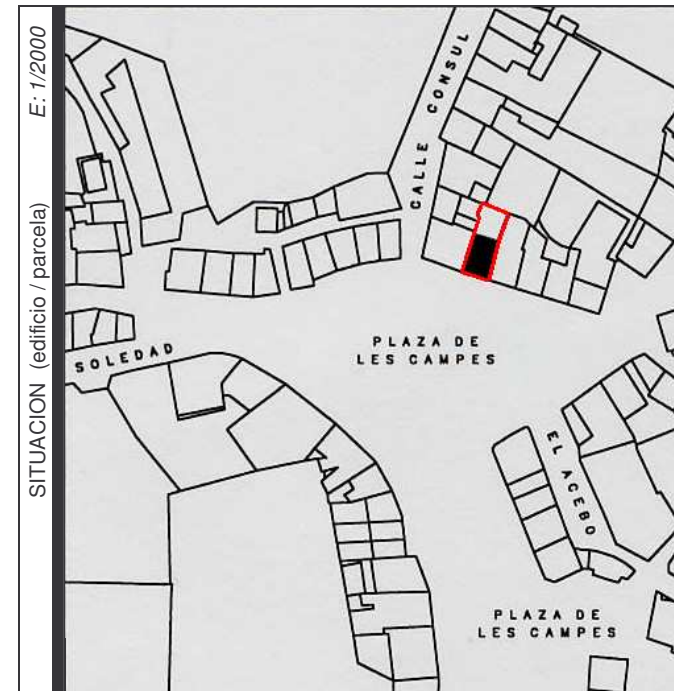 SITUACION (edificio / parcela) E: 1/2000
CALLE CONSUL
SOLEDAD
PLAZA DE
LES CAMPES
EL ACEBO
PLAZA DE
LES CAMPES